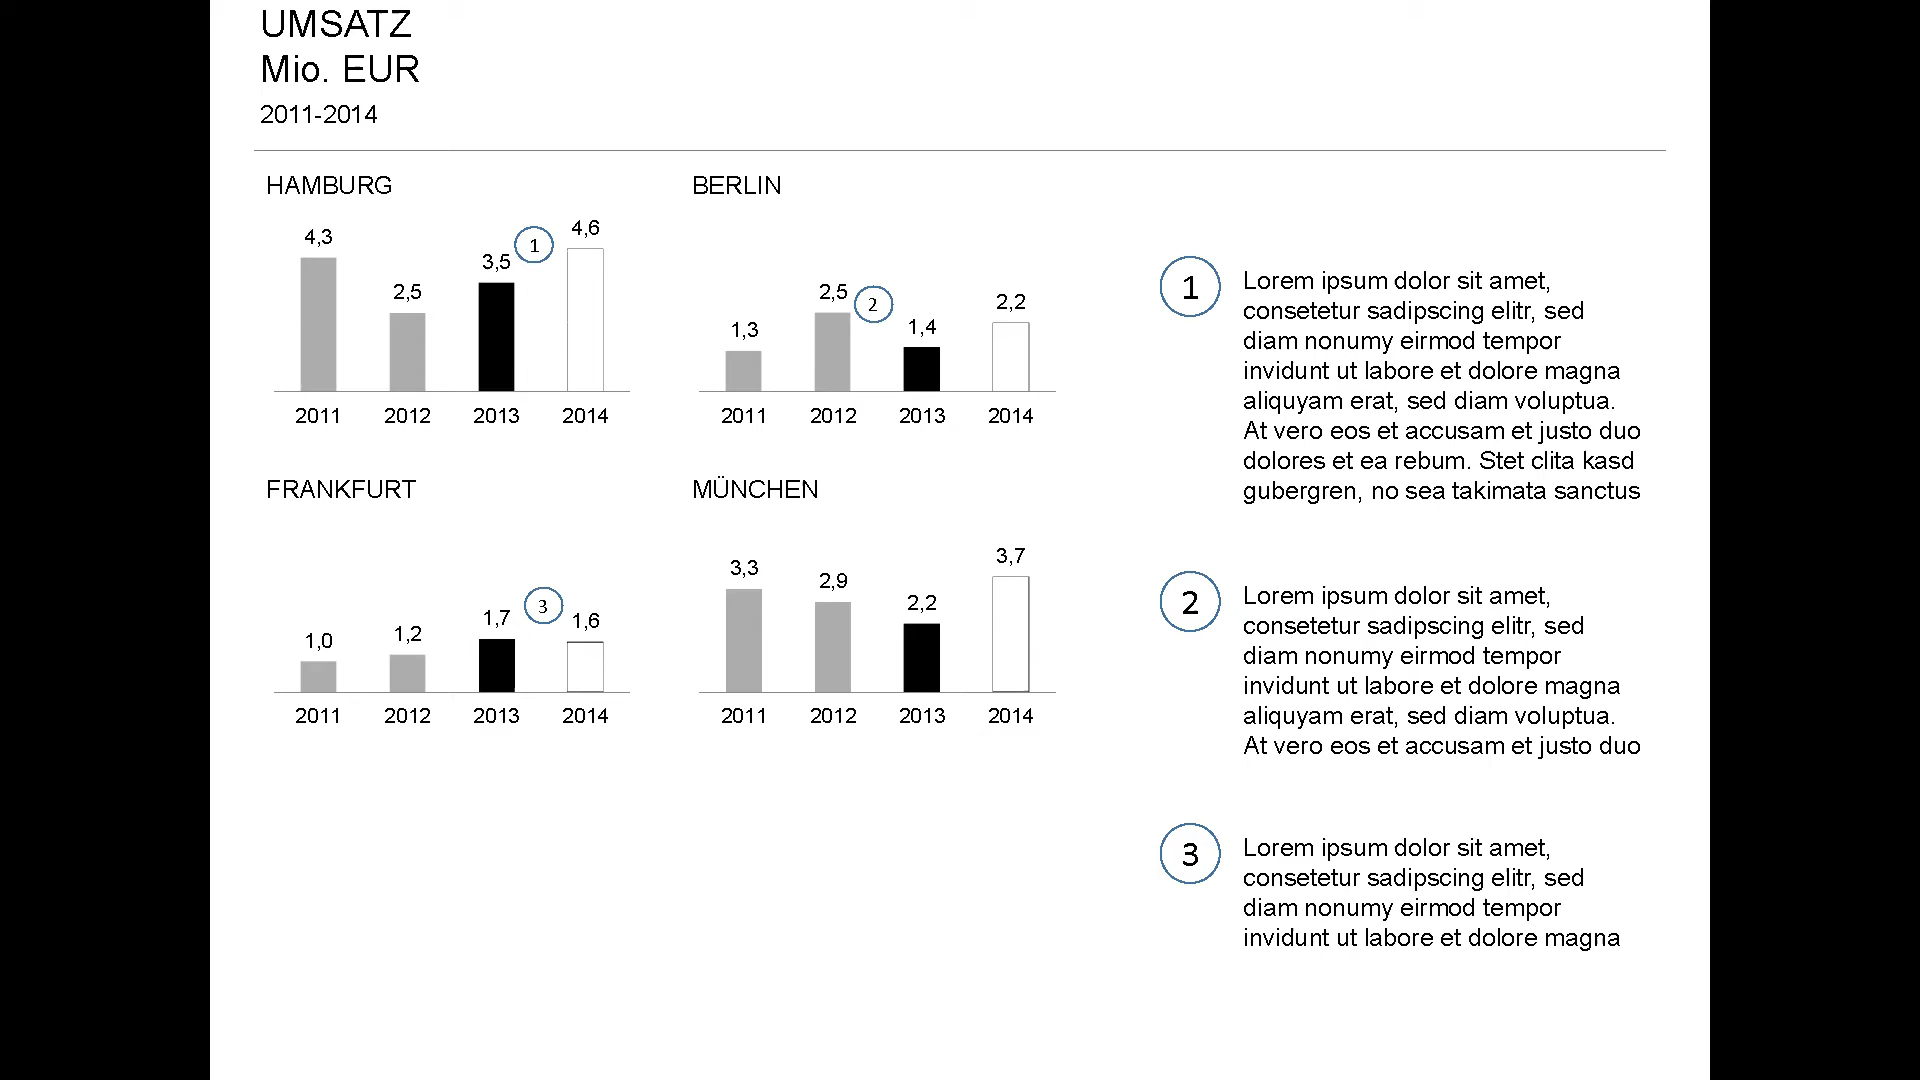 UMSATZ
Mio. EUR
2011-2014
HAMBURG
4,3
2,5
3,5
1
4,6
2011 2012 2013 2014
BERLIN
1,3
2,5
2
1,4
2,2
2011 2012 2013 2014
FRANKFURT
1,0
1,2
1,7
3
1,6
2011 2012 2013 2014
MÜNCHEN
3,3
2,9
2,2
3,7
2011 2012 2013 2014
1
Lorem ipsum dolor sit amet,
consetetur sadipscing elitr, sed
diam nonumy eirmod tempor
invidunt ut labore et dolore magna
aliquyam erat, sed diam voluptua.
At vero eos et accusam et justo duo
dolores et ea rebum. Stet clita kasd
gubergren, no sea takimata sanctus
2
Lorem ipsum dolor sit amet,
consetetur sadipscing elitr, sed
diam nonumy eirmod tempor
invidunt ut labore et dolore magna
aliquyam erat, sed diam voluptua.
At vero eos et accusam et justo duo
3
Lorem ipsum dolor sit amet,
consetetur sadipscing elitr, sed
diam nonumy eirmod tempor
invidunt ut labore et dolore magna